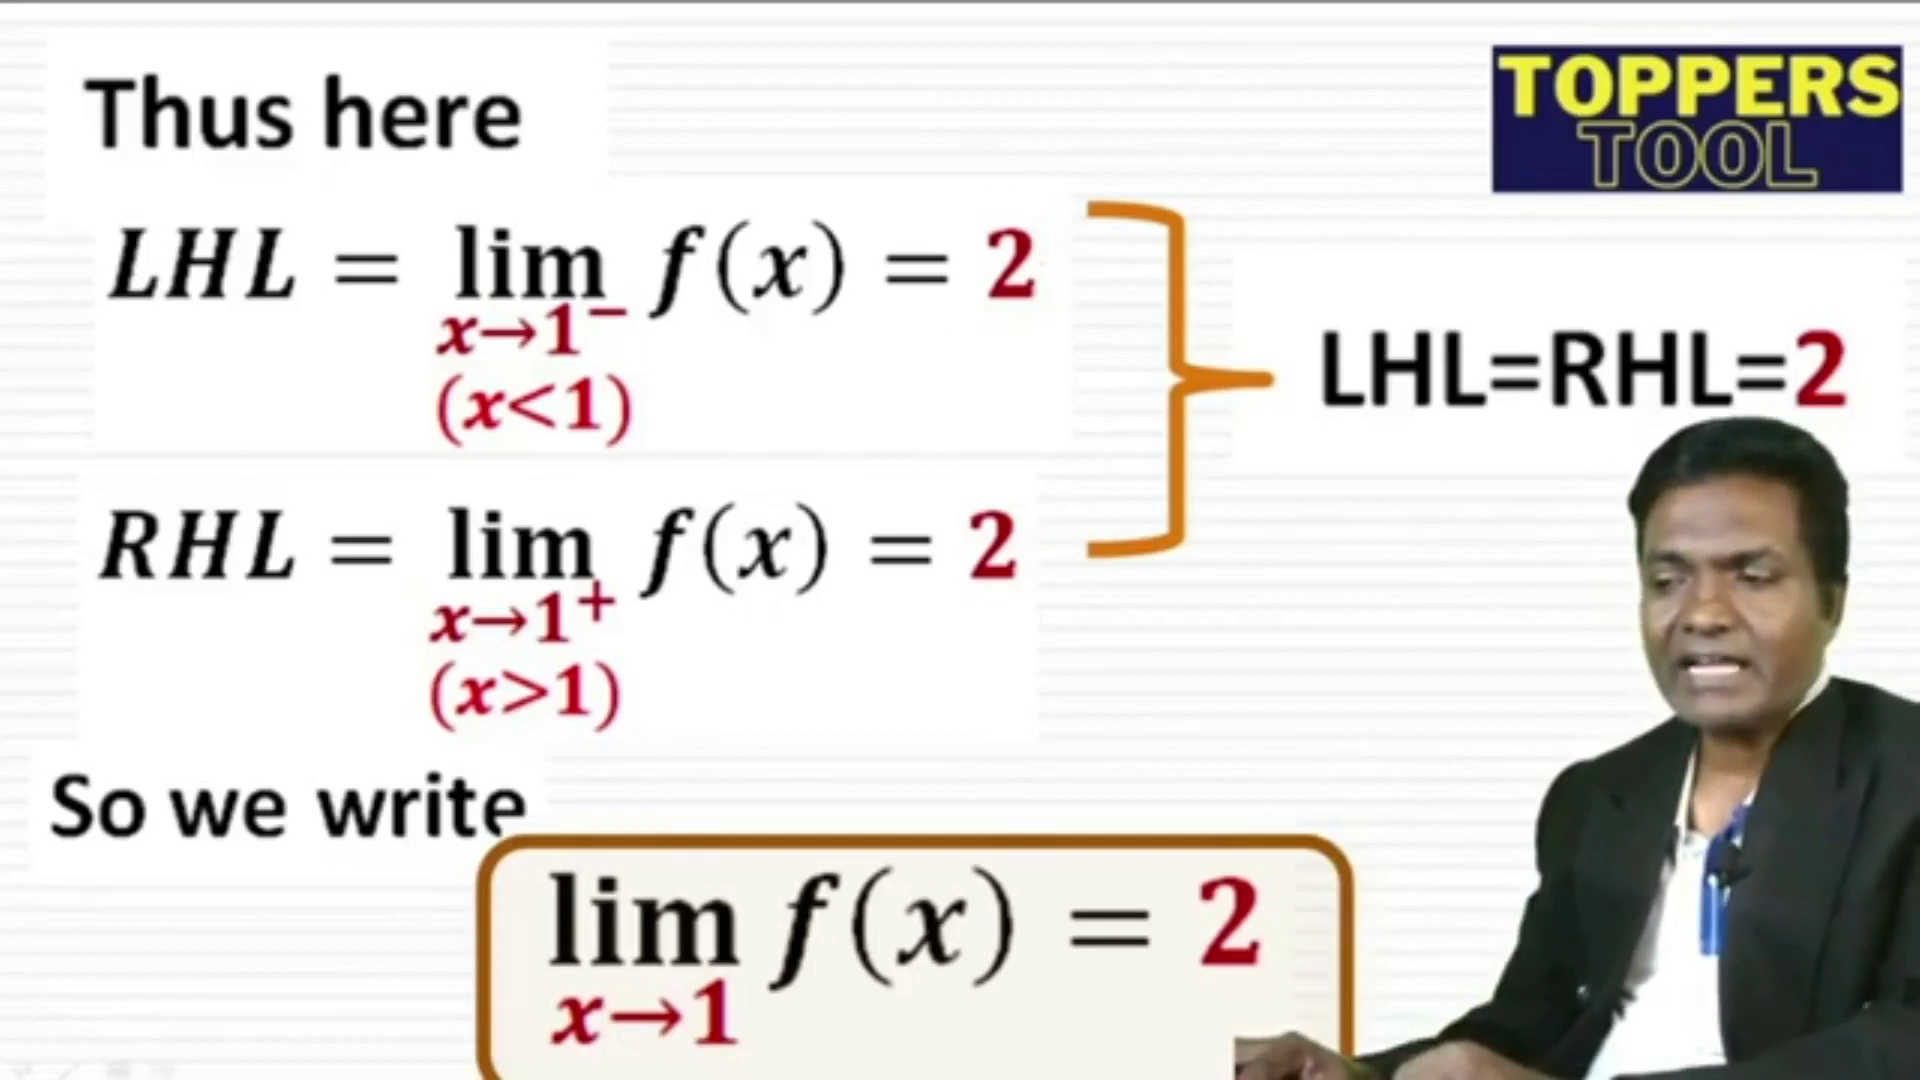 Thus here
TOPPERS
TOOL
LHL = lim f(x) = 2
x→1⁻
(x<1)
LHL=RHL=2
RHL = lim f(x) = 2
x→1⁺
(x>1)
So we write
lim f(x) = 2
x→1